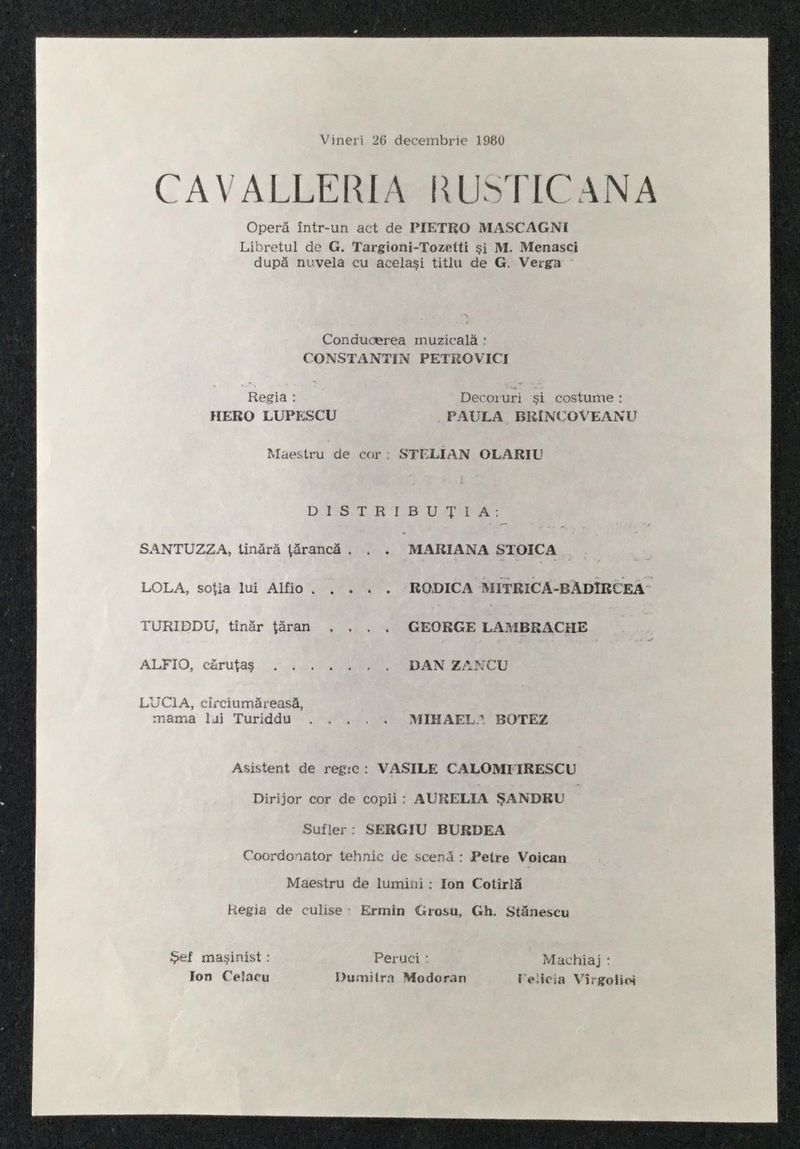 Vineri 26 decembrie 1980
CAVALLERIA RUSTICANA
Operă într-un act de PIETRO MASCAGNI
Libretul de G. Targioni-Tozetti și M. Menasci
după nuvela cu același titlu de G. Verga
Conducerea muzicală :
CONSTANTIN PETROVICI
Regia : Decoruri și costume :
HERO LUPESCU PAULA BRÎNCOVEANU
Maestru de cor : STELIAN OLARIU
DISTRIBUȚIA:
SANTUZZA, tînără țărancă . . . MARIANA STOICA
LOLA, soția lui Alfio . . . . . RODICA MITRICĂ-BĂDÎRCEA
TURIDDU, tînăr țăran . . . . GEORGE LAMBRACHE
ALFIO, căruțaș . . . . . . . DAN ZANCU
LUCIA, cîrciumăreasă,
mama lui Turiddu . . . . . MIHAELA BOTEZ
Asistent de regie : VASILE CALOMFIRESCU
Dirijor cor de copii : AURELIA ȘANDRU
Sufler : SERGIU BURDEA
Coordonator tehnic de scenă : Petre Voican
Maestru de lumini : Ion Cotîrlă
Regia de culise : Ermin Grosu, Gh. Stănescu
Șef mașinist : Peruci : Machiaj :
Ion Celacu Dumitra Modoran Felicia